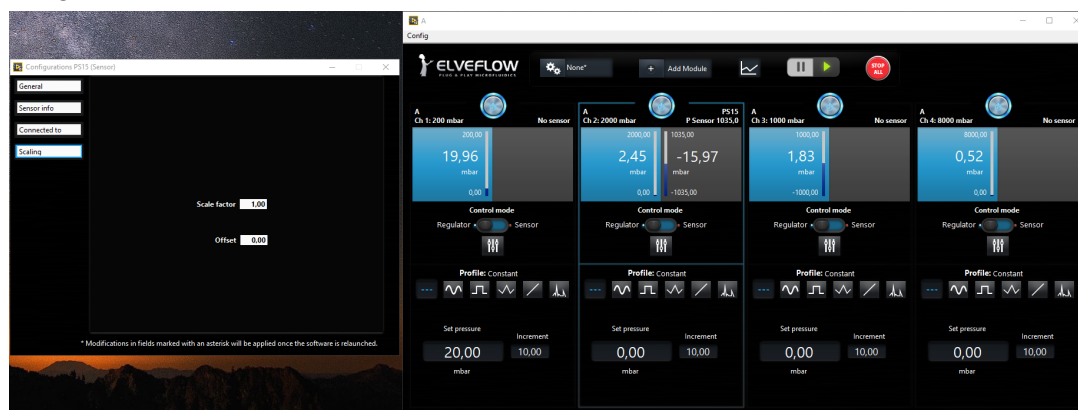 Configurations PS15 (Sensor)
General
Sensor info
Connected to
Scaling
Scale factor 1,00
Offset 0,00
* Modifications in fields marked with an asterisk will be applied once the software is relaunched.
A
Config
ELVEFLOW
PLUG & PLAY MICROFLUIDICS
None*
+ Add Module
STOP
ALL
A
Ch 1: 200 mbar No sensor
200,00
19,96
mbar
0,00
Control mode
Regulator Sensor
Profile: Constant
---
Set pressure
Increment
20,00 10,00
mbar
A PS15
Ch 2: 2000 mbar P Sensor 1035.0
2000,00 1035,00
2,45 -15,97
mbar mbar
0,00 -1035,00
Control mode
Regulator Sensor
Profile: Constant
---
Set pressure
Increment
0,00 10,00
mbar
A
Ch 3: 1000 mbar No sensor
1000,00
1,83
mbar
-1000,00
Control mode
Regulator Sensor
Profile: Constant
---
Set pressure
Increment
0,00 10,00
mbar
A
Ch 4: 8000 mbar No sensor
8000,00
0,52
mbar
0,00
Control mode
Regulator Sensor
Profile: Constant
---
Set pressure
Increment
0,00 10,00
mbar